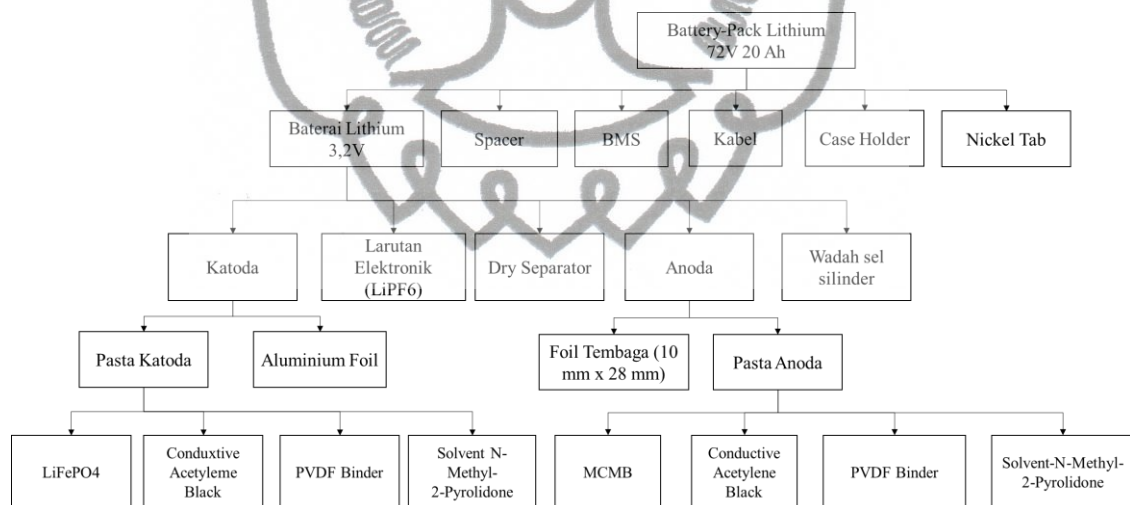 Battery-Pack Lithium
72V 20 Ah
Baterai Lithium
3,2V
Spacer
BMS
Kabel
Case Holder
Nickel Tab
Katoda
Larutan
Elektronik
(LiPF6)
Dry Separator
Anoda
Wadah sel
silinder
Pasta Katoda
Aluminium Foil
Foil Tembaga (10
mm x 28 mm)
Pasta Anoda
LiFePO4
Conduxtive
Acetyleme
Black
PVDF Binder
Solvent N-
Methyl-
2-Pyrolidone
MCMB
Conductive
Acetylene
Black
PVDF Binder
Solvent-N-Methyl-
2-Pyrolidone